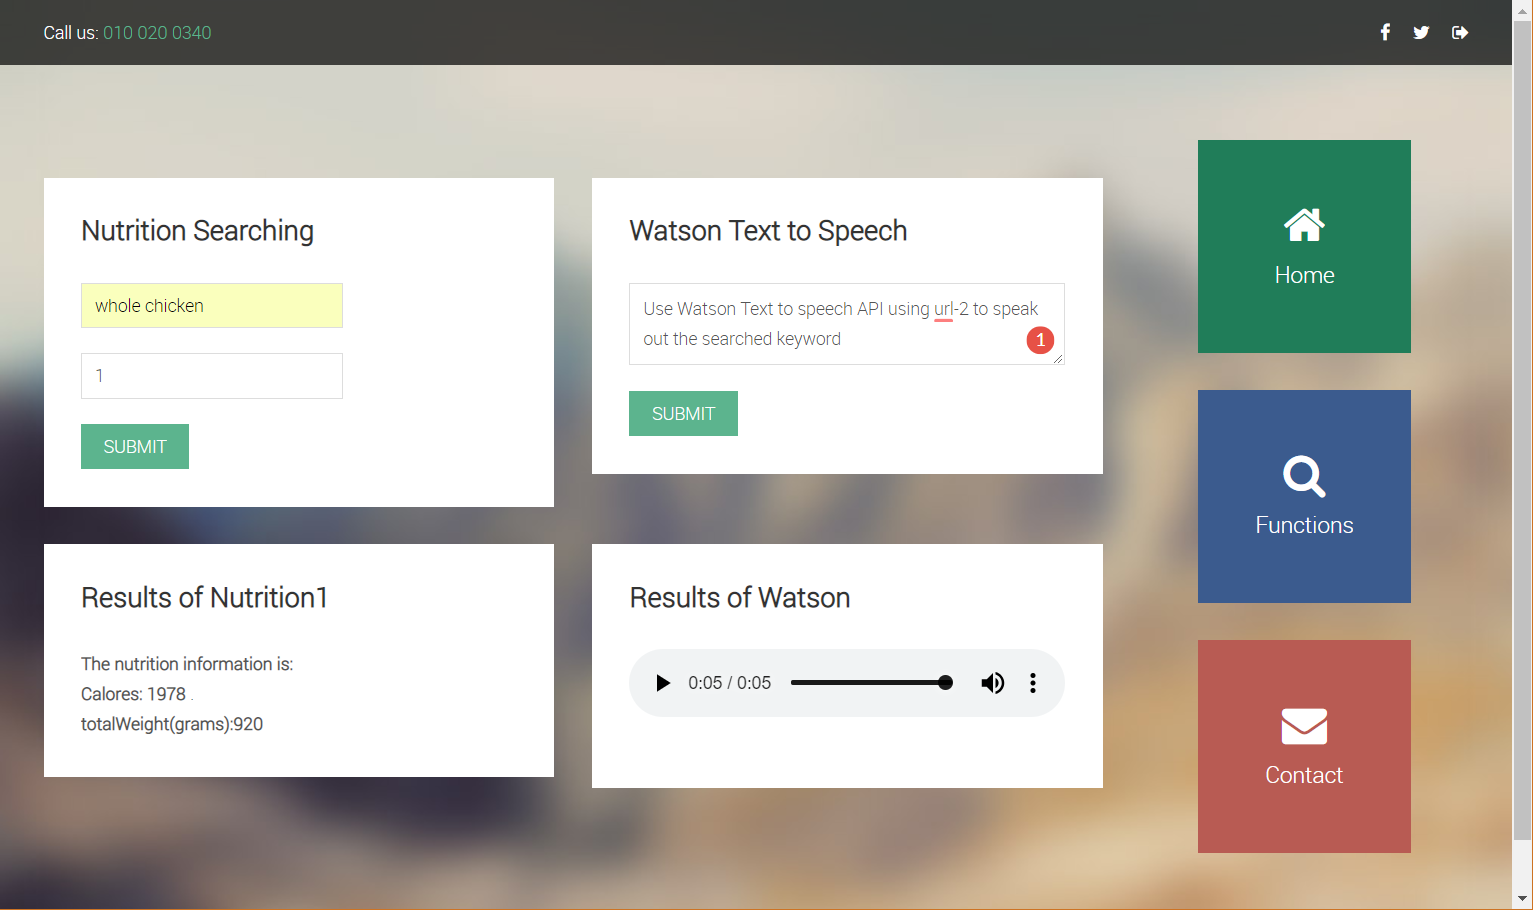 Call us: 010 020 0340
Nutrition Searching
whole chicken
1
SUBMIT
Watson Text to Speech
Use Watson Text to speech API using url-2 to speak
out the searched keyword
1
SUBMIT
Results of Nutrition1
The nutrition information is:
Calores: 1978 .
totalWeight(grams):920
Results of Watson
0:05 / 0:05
Home
Functions
Contact